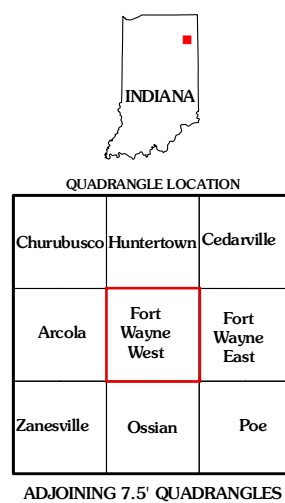 INDIANA
QUADRANGLE LOCATION
Churubusco Huntertown Cedarville
Arcola
Fort
Wayne
West
Fort
Wayne
East
Zanesville Ossian Poe
ADJOINING 7.5' QUADRANGLES